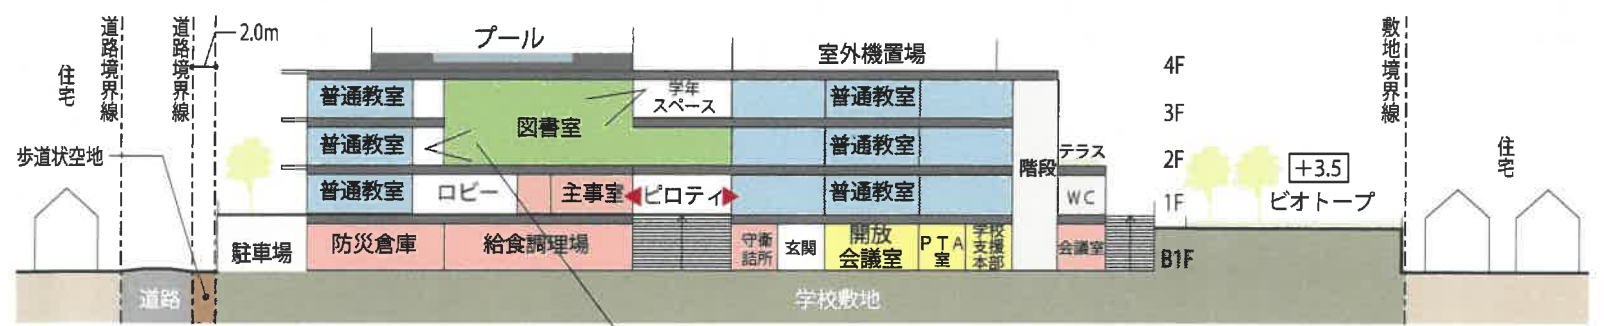 道路境界線
道路境界線
2.0m
プール
室外機置場
敷地境界線
住宅
4F
普通教室
学年
スペース
普通教室
3F
図書室
普通教室
普通教室
歩道状空地
テラス
2F
住宅
階段
+3.5
普通教室
ロビー
主事室
ピロティ
普通教室
WC
1F
ビオトープ
駐車場
防災倉庫
給食調理場
守衛
詰所
玄関
開放
会議室
PTA
室
学校
支援
本部
会議室
B1F
道路
学校敷地